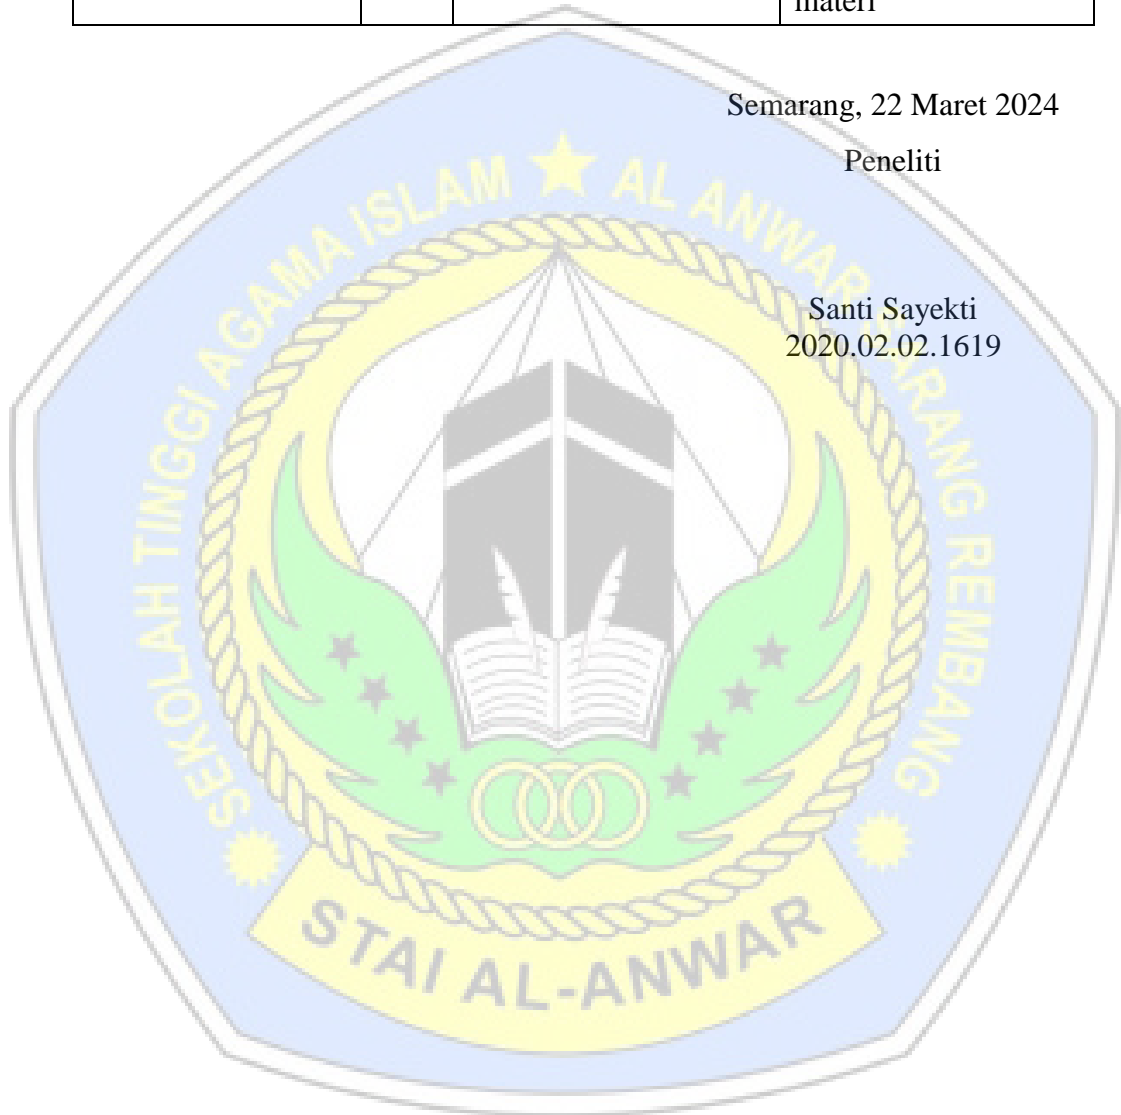 materi
Semarang, 22 Maret 2024
Peneliti
Santi Sayekti
2020.02.02.1619
SEKOLAH TINGGI AGAMA ISLAM AL ANWAR SARANG REMBANG
STAI AL-ANWAR